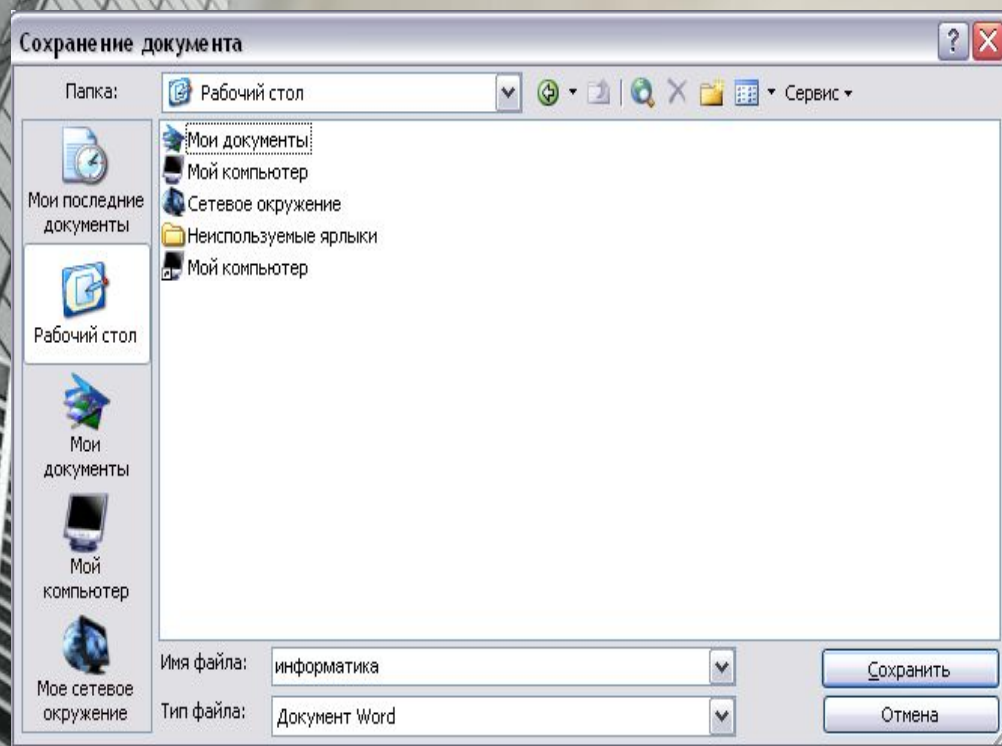 Сохранение документа
Папка: Рабочий стол Сервис
Мои последние
документы
Рабочий стол
Мои
документы
Мой
компьютер
Мое сетевое
окружение
Мои документы
Мой компьютер
Сетевое окружение
Неиспользуемые ярлыки
Мой компьютер
Имя файла: информатика Сохранить
Тип файла: Документ Word Отмена